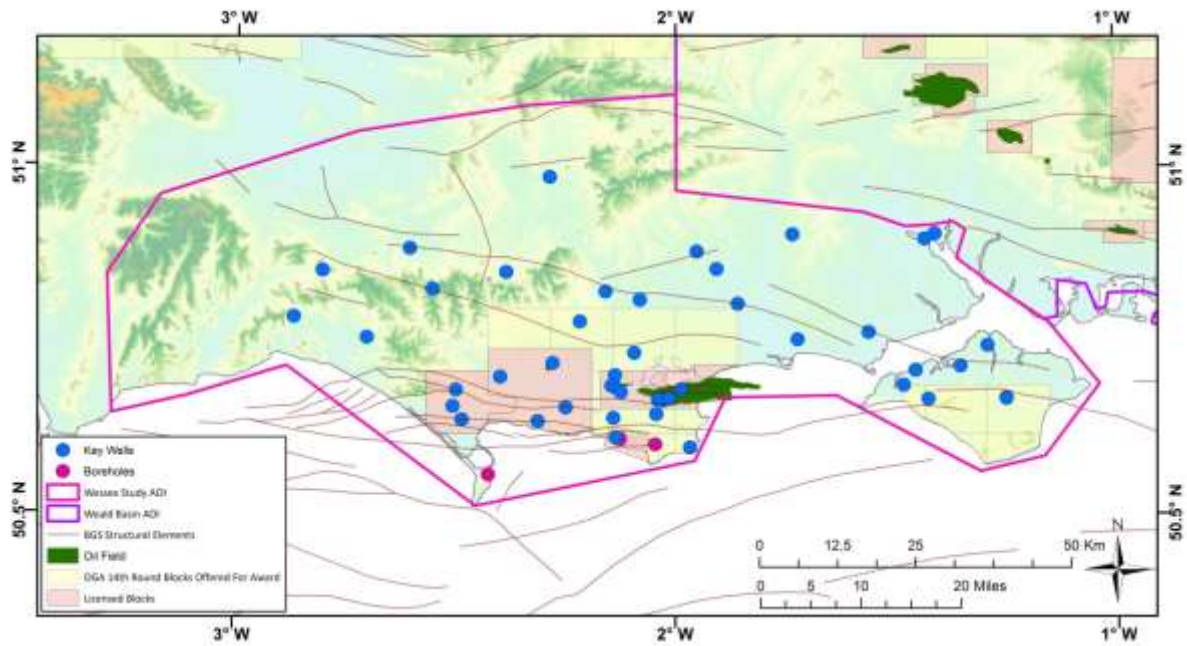 3° W 2° W 1° W
51° N 51° N
Key Wells
Boreholes
Wessex Study AOI
Weald Basin AOI
BGS Structural Elements
Oil Field
OGA 14th Round Blocks Offered For Award
Licensed Blocks
50.5° N 50.5° N
N
0 12.5 25 50 Km
0 5 10 20 Miles
3° W 2° W 1° W